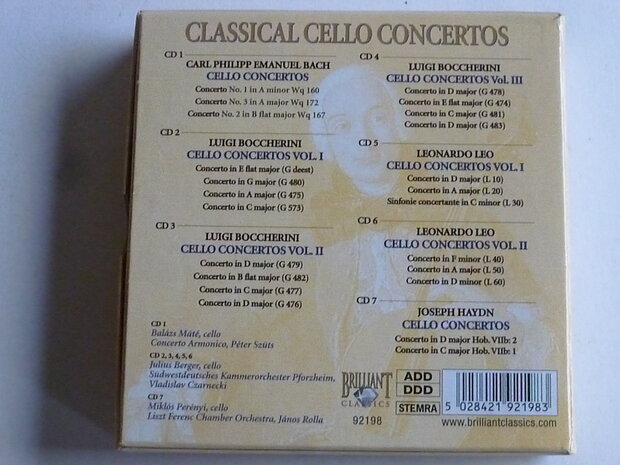 CLASSICAL CELLO CONCERTOS
CD 1
CARL PHILIPP EMANUEL BACH
CELLO CONCERTOS
Concerto No. 1 in A minor Wq 160
Concerto No. 3 in A major Wq 172
Concerto No. 2 in B flat major Wq 167
CD 2
LUIGI BOCCHERINI
CELLO CONCERTOS VOL. I
Concerto in E flat major (G deest)
Concerto in G major (G 480)
Concerto in A major (G 475)
Concerto in C major (G 573)
CD 3
LUIGI BOCCHERINI
CELLO CONCERTOS VOL. II
Concerto in D major (G 479)
Concerto in B flat major (G 482)
Concerto in C major (G 477)
Concerto in D major (G 476)
CD 4
LUIGI BOCCHERINI
CELLO CONCERTOS Vol. III
Concerto in D major (G 478)
Concerto in E flat major (G 474)
Concerto in C major (G 481)
Concerto in D major (G 483)
CD 5
LEONARDO LEO
CELLO CONCERTOS VOL. I
Concerto in D major (L 10)
Concerto in A major (L 20)
Sinfonie concertante in C minor (L 30)
CD 6
LEONARDO LEO
CELLO CONCERTOS VOL. II
Concerto in F minor (L 40)
Concerto in A major (L 50)
Concerto in D minor (L 60)
CD 7
JOSEPH HAYDN
CELLO CONCERTOS
Concerto in D major Hob. VIIb: 2
Concerto in C major Hob. VIIb: 1
CD 1
Balázs Máté, cello
Concerto Armonico, Péter Szüts
CD 2, 3, 4, 5, 6
Julius Berger, cello
Südwestdeutsches Kammerorchester Pforzheim,
Vladislav Czarnecki
CD 7
Miklós Perényi, cello
Liszt Ferenc Chamber Orchestra, János Rolla
BRILLIANT
CLASSICS
92198
ADD
DDD
STEMRA
5 028421 921983
www.brilliantclassics.com